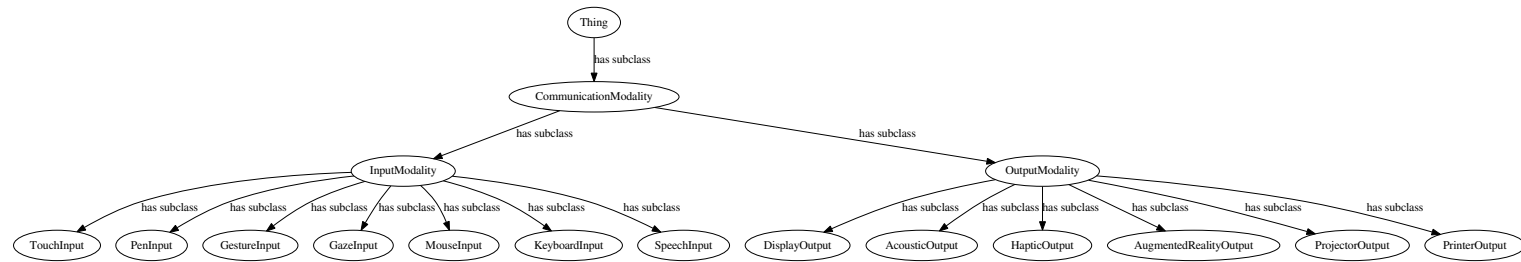 Thing
has subclass
CommunicationModality
has subclass has subclass
InputModality OutputModality
has subclass has subclass has subclass has subclass has subclass has subclass has subclass has subclass has subclass has subclass has subclass has subclass has subclass
TouchInput PenInput GestureInput GazeInput MouseInput KeyboardInput SpeechInput DisplayOutput AcousticOutput HapticOutput AugmentedRealityOutput ProjectorOutput PrinterOutput